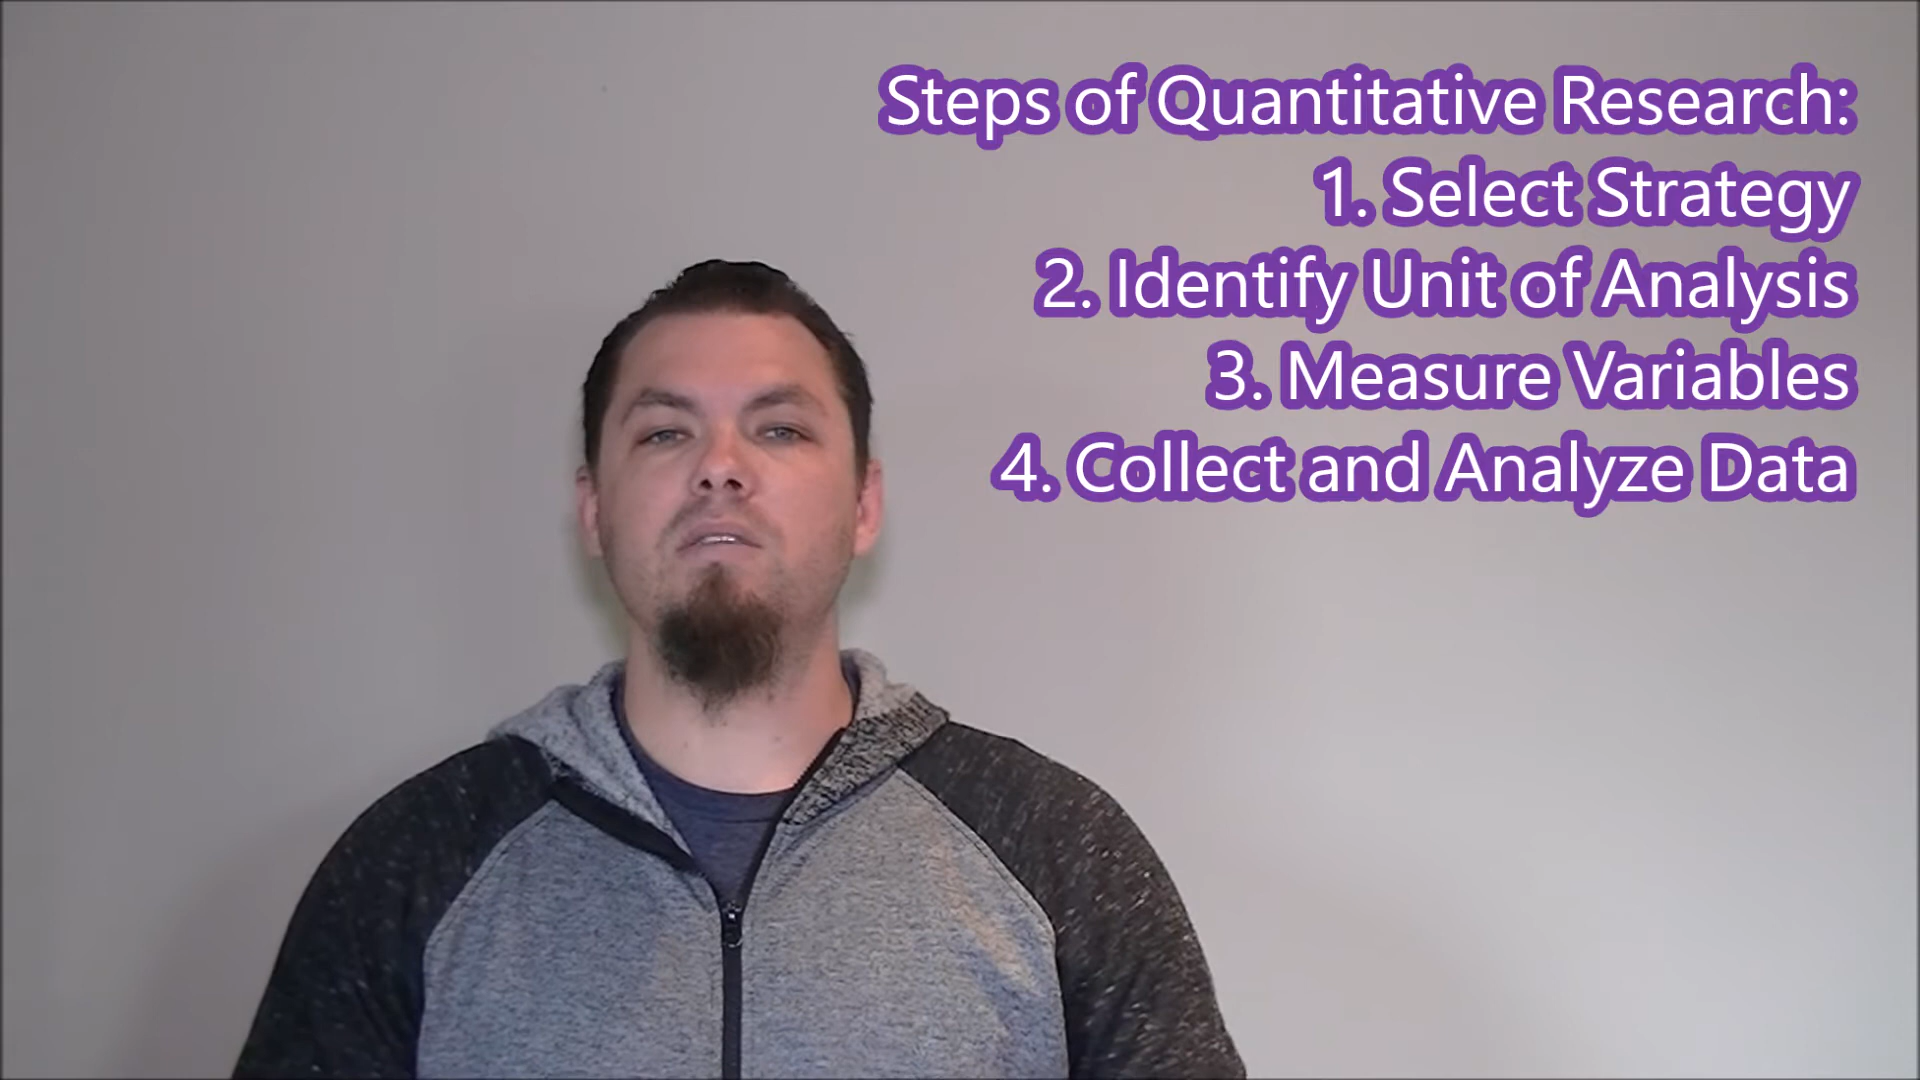 Steps of Quantitative Research:
1. Select Strategy
2. Identify Unit of Analysis
3. Measure Variables
4. Collect and Analyze Data